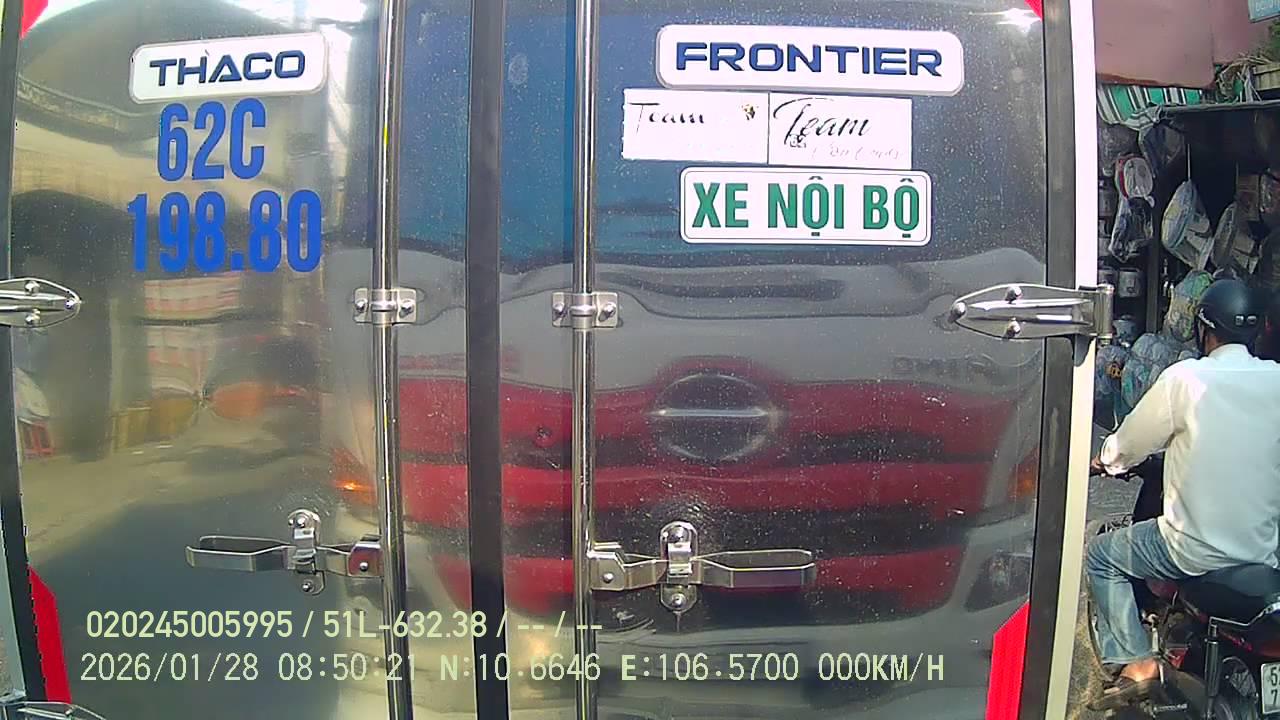 THACO
FRONTIER
62C
198.80
Team
Team
XE NỘI BỘ
020245005995 / 51L-632.38 / -- / --
2026/01/28 08:50:21 N:10.6646 E:106.5700 000KM/H